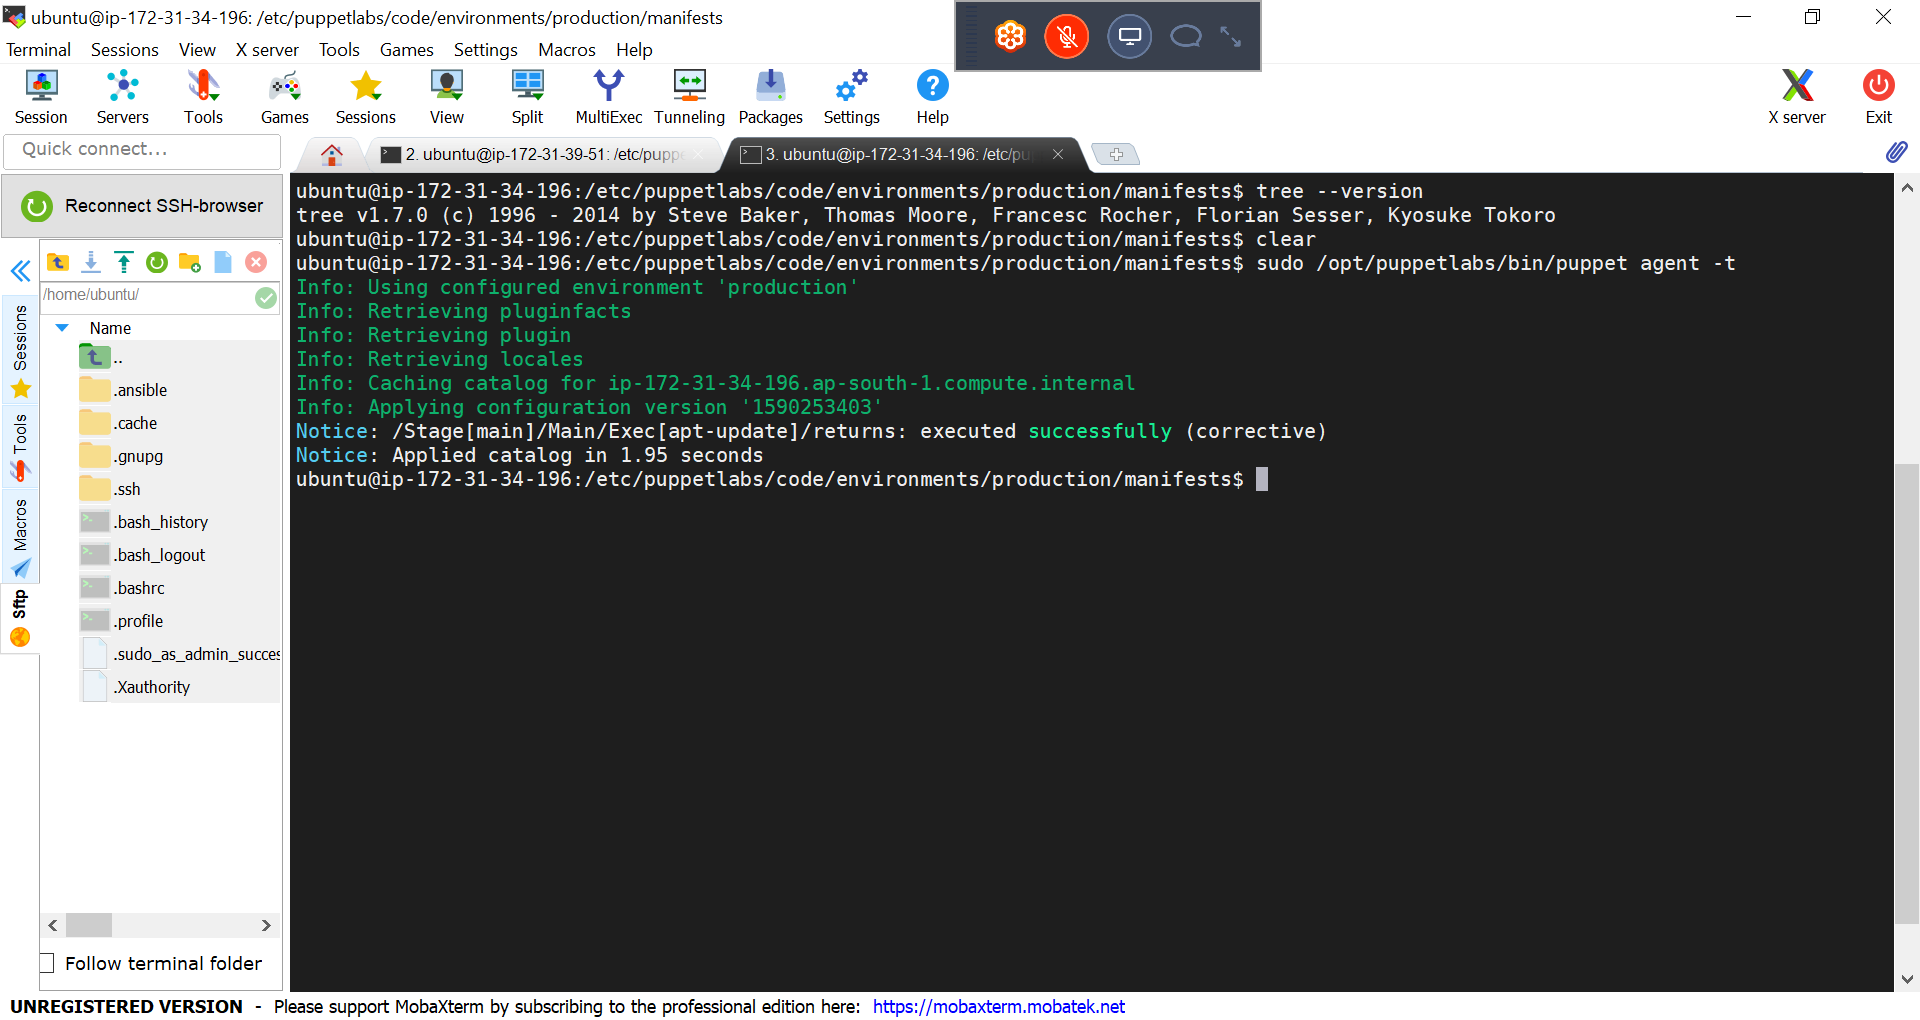 ubuntu@ip-172-31-34-196: /etc/puppetlabs/code/environments/production/manifests
Terminal Sessions View X server Tools Games Settings Macros Help
Session Servers Tools Games Sessions View Split MultiExec Tunneling Packages Settings Help X server Exit
Quick connect...
2. ubuntu@ip-172-31-39-51: /etc/puppe
3. ubuntu@ip-172-31-34-196: /etc/pu
Reconnect SSH-browser
/home/ubuntu/
Name
..
.ansible
.cache
.gnupg
.ssh
.bash_history
.bash_logout
.bashrc
.profile
.sudo_as_admin_succes
.Xauthority
Sessions
Tools
Macros
Sftp
Follow terminal folder
ubuntu@ip-172-31-34-196:/etc/puppetlabs/code/environments/production/manifests$ tree --version
tree v1.7.0 (c) 1996 - 2014 by Steve Baker, Thomas Moore, Francesc Rocher, Florian Sesser, Kyosuke Tokoro
ubuntu@ip-172-31-34-196:/etc/puppetlabs/code/environments/production/manifests$ clear
ubuntu@ip-172-31-34-196:/etc/puppetlabs/code/environments/production/manifests$ sudo /opt/puppetlabs/bin/puppet agent -t
Info: Using configured environment 'production'
Info: Retrieving pluginfacts
Info: Retrieving plugin
Info: Retrieving locales
Info: Caching catalog for ip-172-31-34-196.ap-south-1.compute.internal
Info: Applying configuration version '1590253403'
Notice: /Stage[main]/Main/Exec[apt-update]/returns: executed successfully (corrective)
Notice: Applied catalog in 1.95 seconds
ubuntu@ip-172-31-34-196:/etc/puppetlabs/code/environments/production/manifests$
UNREGISTERED VERSION - Please support MobaXterm by subscribing to the professional edition here: https://mobaxterm.mobatek.net